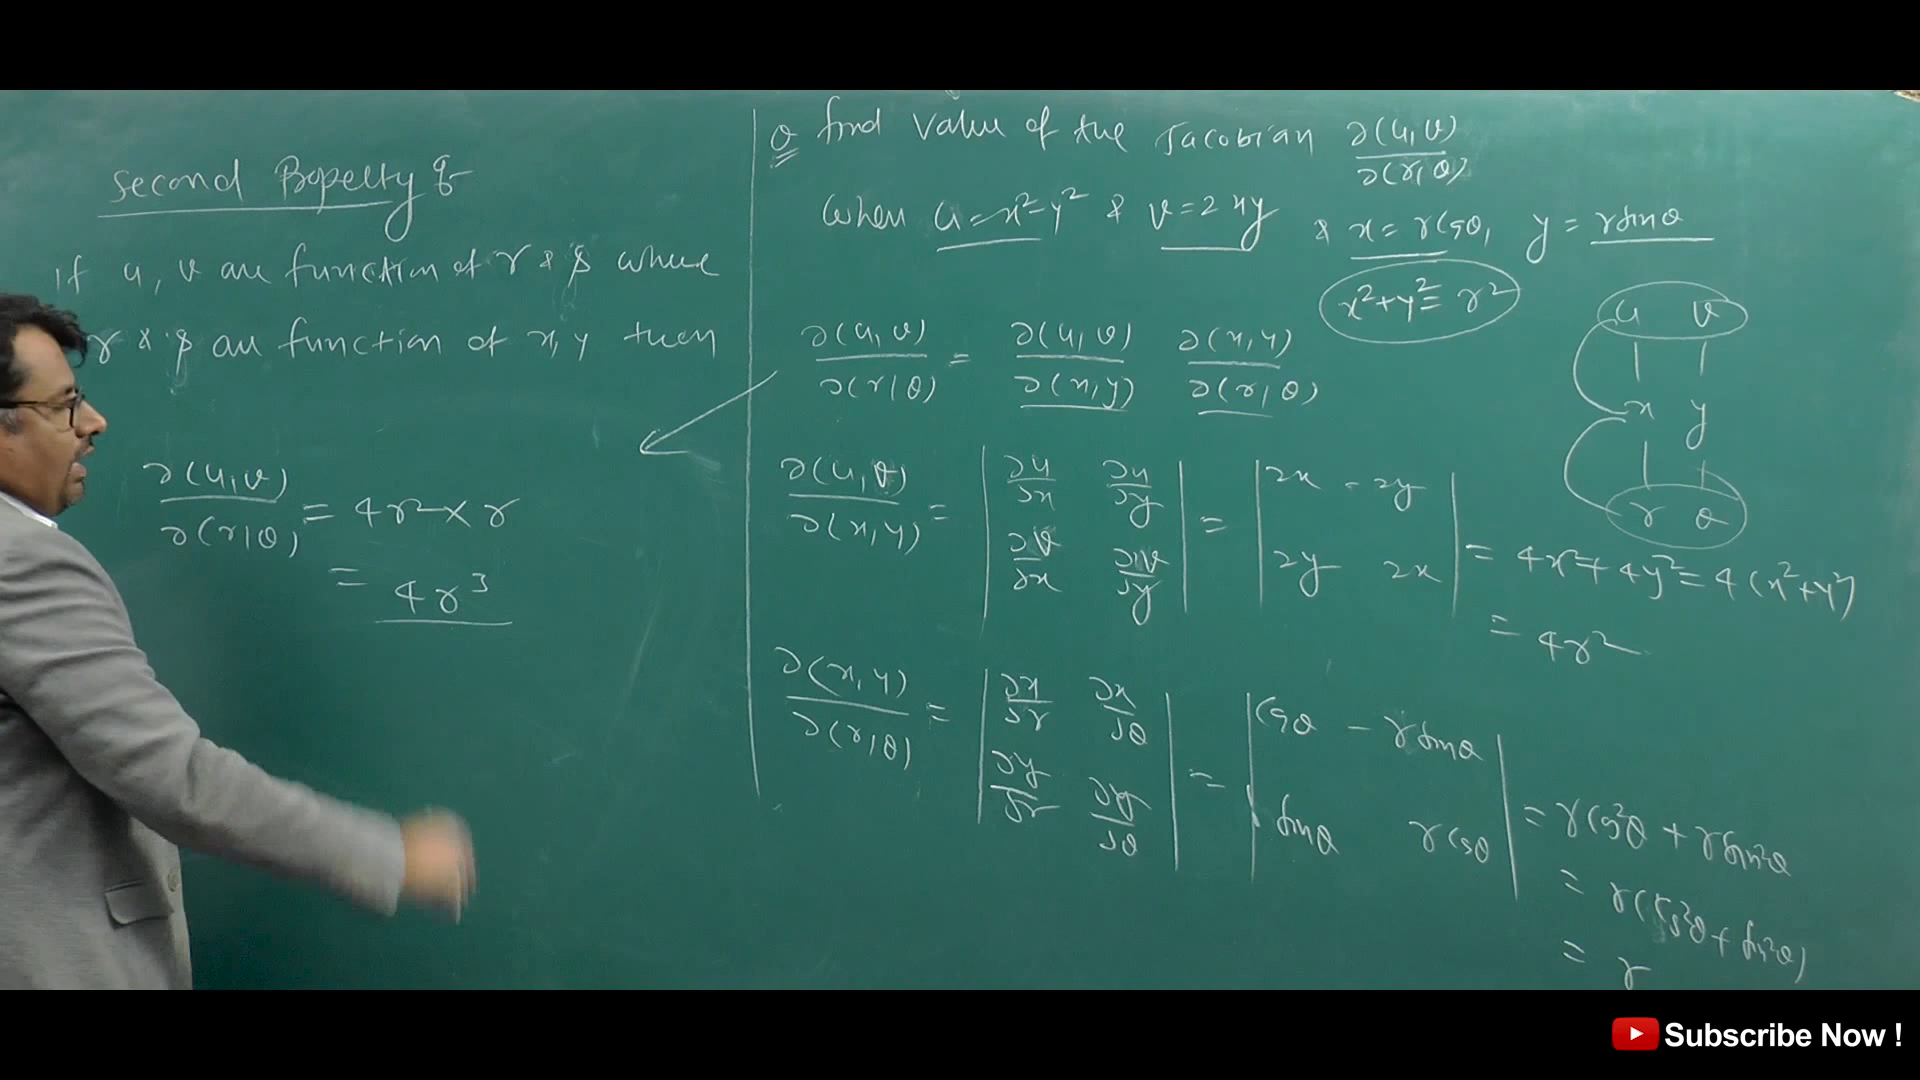 Second Property :-
If u, v are function of r & s where
r & s are function of x, y then
∂(u,v)/∂(r,θ) = 4r² × r
= 4r³
Q find value of the Jacobian ∂(u,v)/∂(r,θ)
when u = x² - y² & v = 2xy & x = r cosθ, y = r sinθ
x² + y² = r²
∂(u,v)/∂(r,θ) = ∂(u,v)/∂(x,y) ∂(x,y)/∂(r,θ)
u v
x y
r θ
∂(u,v)/∂(x,y) = | ∂u/∂x ∂u/∂y | = | 2x -2y |
| ∂v/∂x ∂v/∂y | | 2y 2x | = 4x² + 4y² = 4(x² + y²)
= 4r²
∂(x,y)/∂(r,θ) = | ∂x/∂r ∂x/∂θ | = | cosθ - r sinθ |
| ∂y/∂r ∂y/∂θ | | sinθ r cosθ | = r cos²θ + r sin²θ
= r(cos²θ + sin²θ)
= r
Subscribe Now !